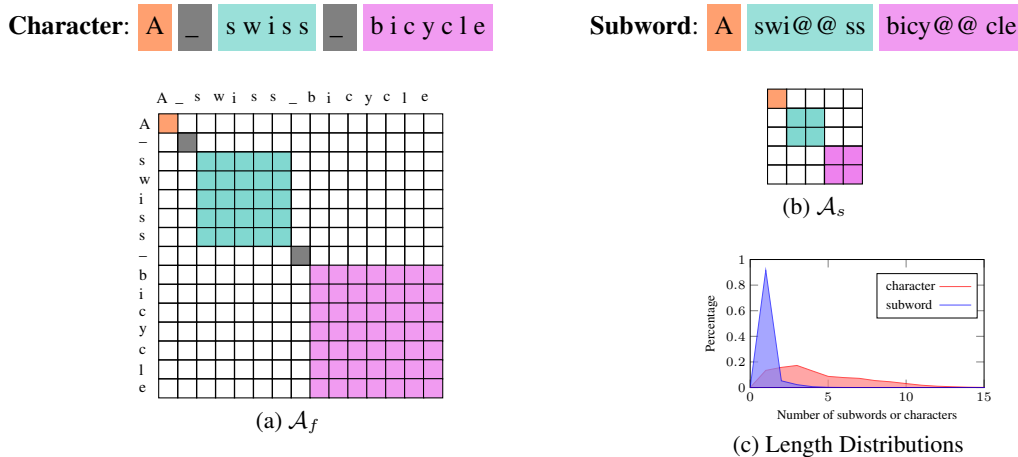 Character: A _ s w i s s _ b i c y c l e
Subword: A swi@@ ss bicy@@ cle
A _ s w i s s _ b i c y c l e
A
_
s
w
i
s
s
_
b
i
c
y
c
l
e
(a) 𝒜f
(b) 𝒜s
1
0.8
0.6
0.4
0.2
0
Percentage
character
subword
0 5 10 15
Number of subwords or characters
(c) Length Distributions